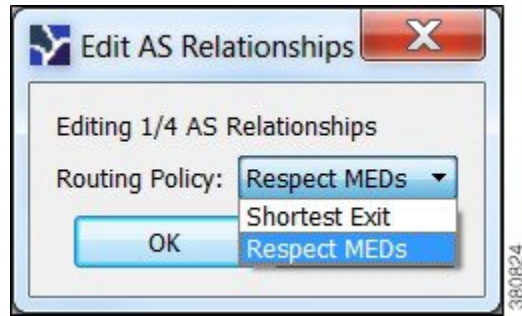 Edit AS Relationships
Editing 1/4 AS Relationships
Routing Policy: Respect MEDs
Shortest Exit
OK
Respect MEDs
380824